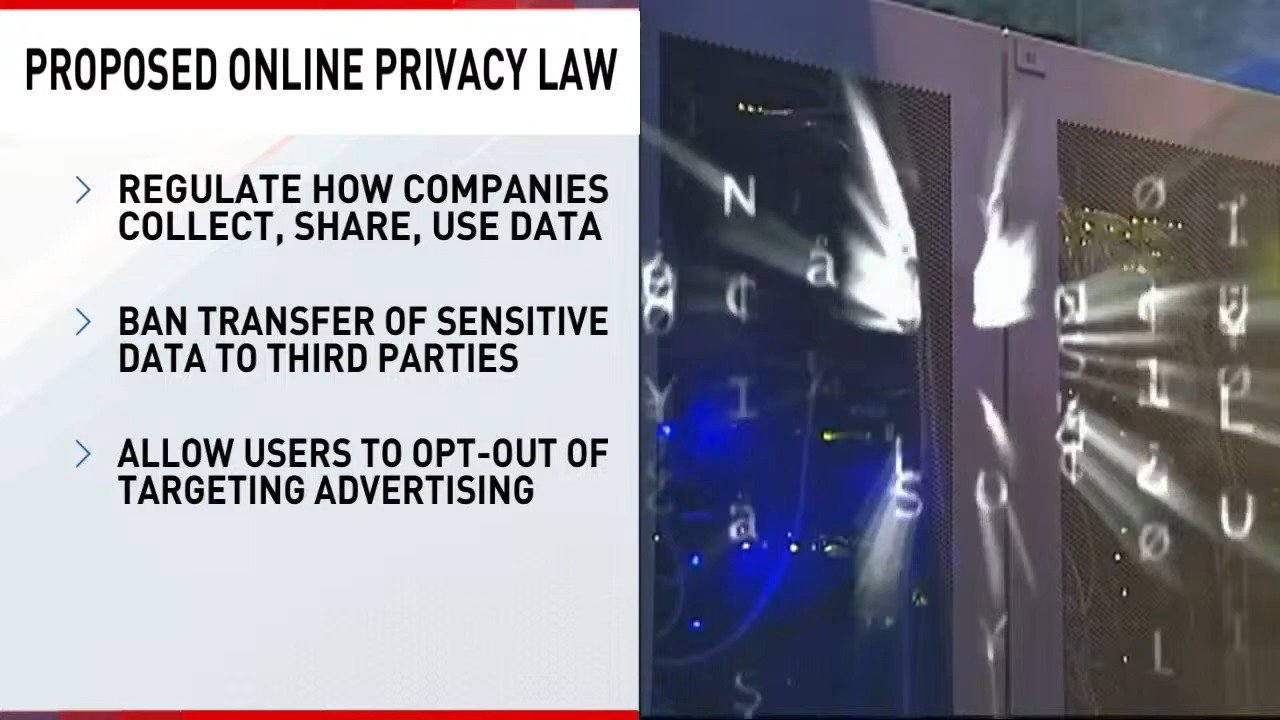 PROPOSED ONLINE PRIVACY LAW
REGULATE HOW COMPANIES
COLLECT, SHARE, USE DATA
BAN TRANSFER OF SENSITIVE
DATA TO THIRD PARTIES
ALLOW USERS TO OPT-OUT OF
TARGETING ADVERTISING